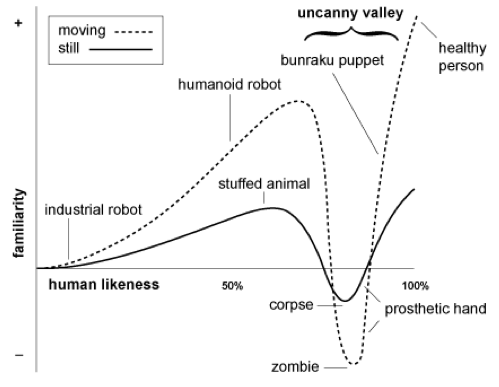 +
moving
still
uncanny valley
bunraku puppet
healthy
person
humanoid robot
stuffed animal
industrial robot
familiarity
human likeness
50%
100%
corpse
prosthetic hand
–
zombie